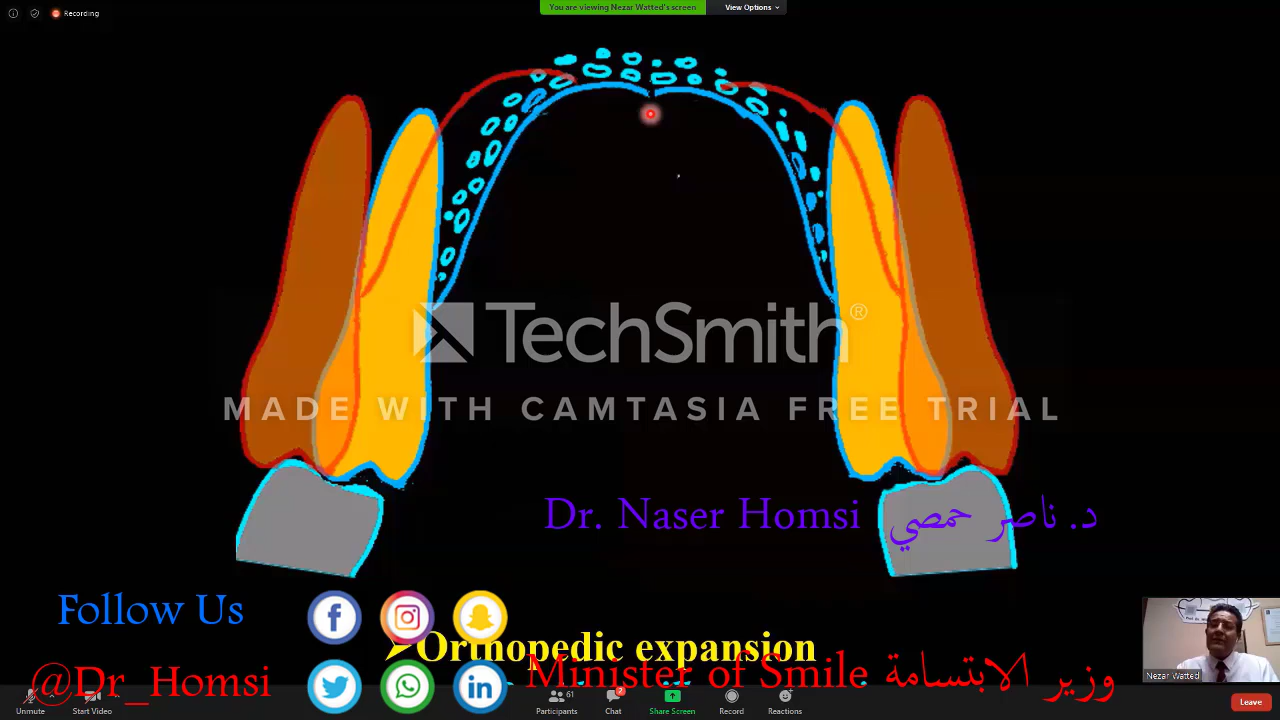 Recording
You are viewing Nezar Watted's screen
View Options
TechSmith®
MADE WITH CAMTASIA FREE TRIAL
Dr. Naser Homsi د. ناصر حمصي
Follow Us
Orthopedic expansion
@Dr_Homsi
Minister of Smile وزير الابتسامة
Nezar Watted
Unmute
Start Video
Participants
61
Chat
2
Share Screen
Record
Reactions
Leave